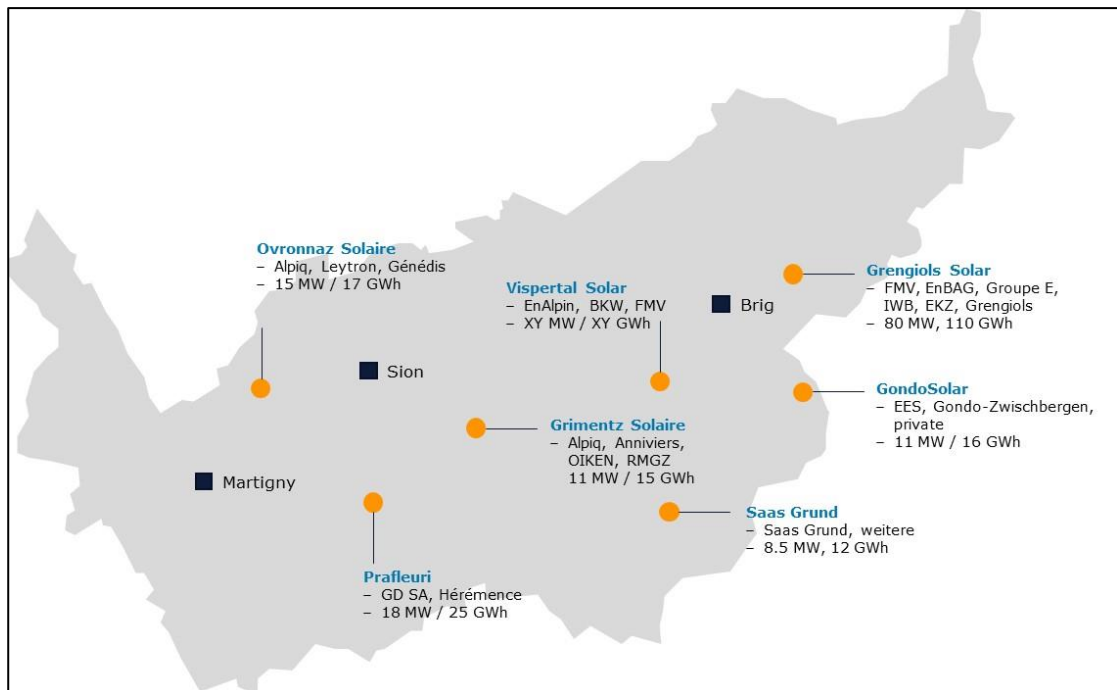 Ovronnaz Solaire
– Alpiq, Leytron, Génédis
– 15 MW / 17 GWh
Vispertal Solar
– EnAlpin, BKW, FMV
– XY MW / XY GWh
Grengiols Solar
– FMV, EnBAG, Groupe E,
IWB, EKZ, Grengiols
– 80 MW, 110 GWh
Brig
Sion
GondoSolar
– EES, Gondo-Zwischbergen,
private
– 11 MW / 16 GWh
Grimentz Solaire
– Alpiq, Anniviers,
OIKEN, RMGZ
11 MW / 15 GWh
Martigny
Saas Grund
– Saas Grund, weitere
– 8.5 MW, 12 GWh
Prafleuri
– GD SA, Hérémence
– 18 MW / 25 GWh